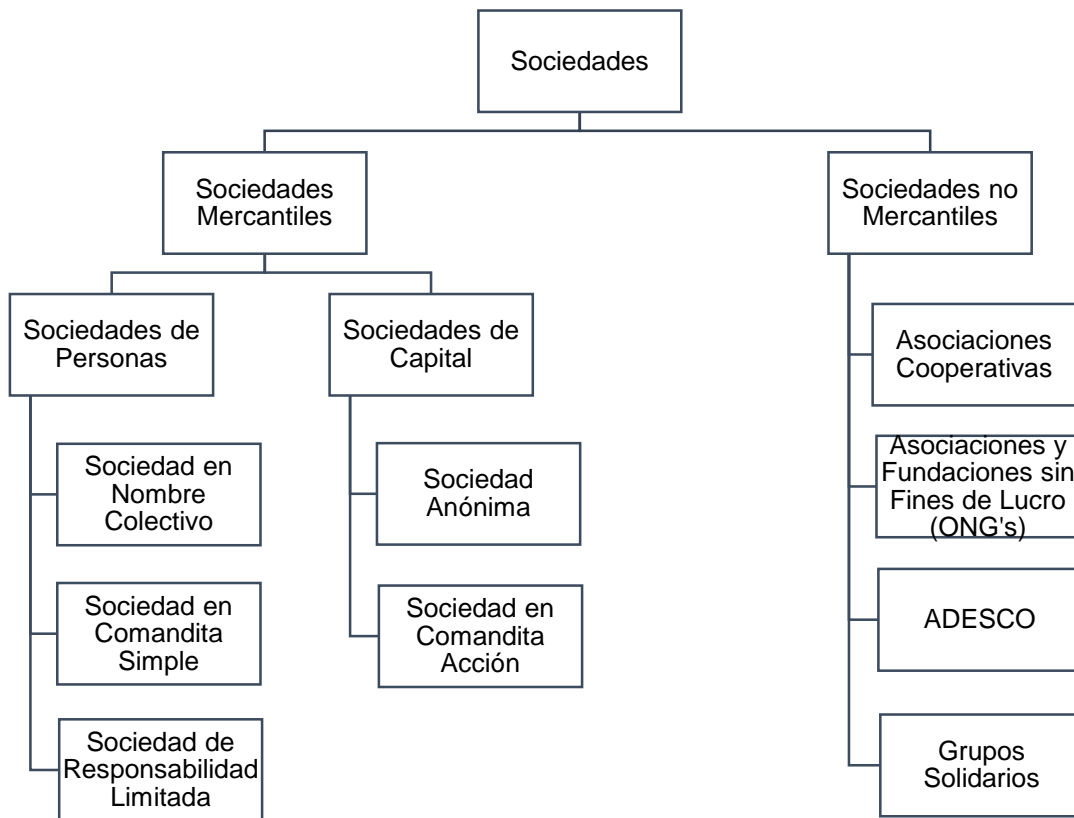 Sociedades
Sociedades
Mercantiles
Sociedades no
Mercantiles
Sociedades de
Personas
Sociedades de
Capital
Sociedad en
Nombre
Colectivo
Sociedad en
Comandita
Simple
Sociedad de
Responsabilidad
Limitada
Sociedad
Anónima
Sociedad en
Comandita
Acción
Asociaciones
Cooperativas
Asociaciones y
Fundaciones sin
Fines de Lucro
(ONG's)
ADESCO
Grupos
Solidarios